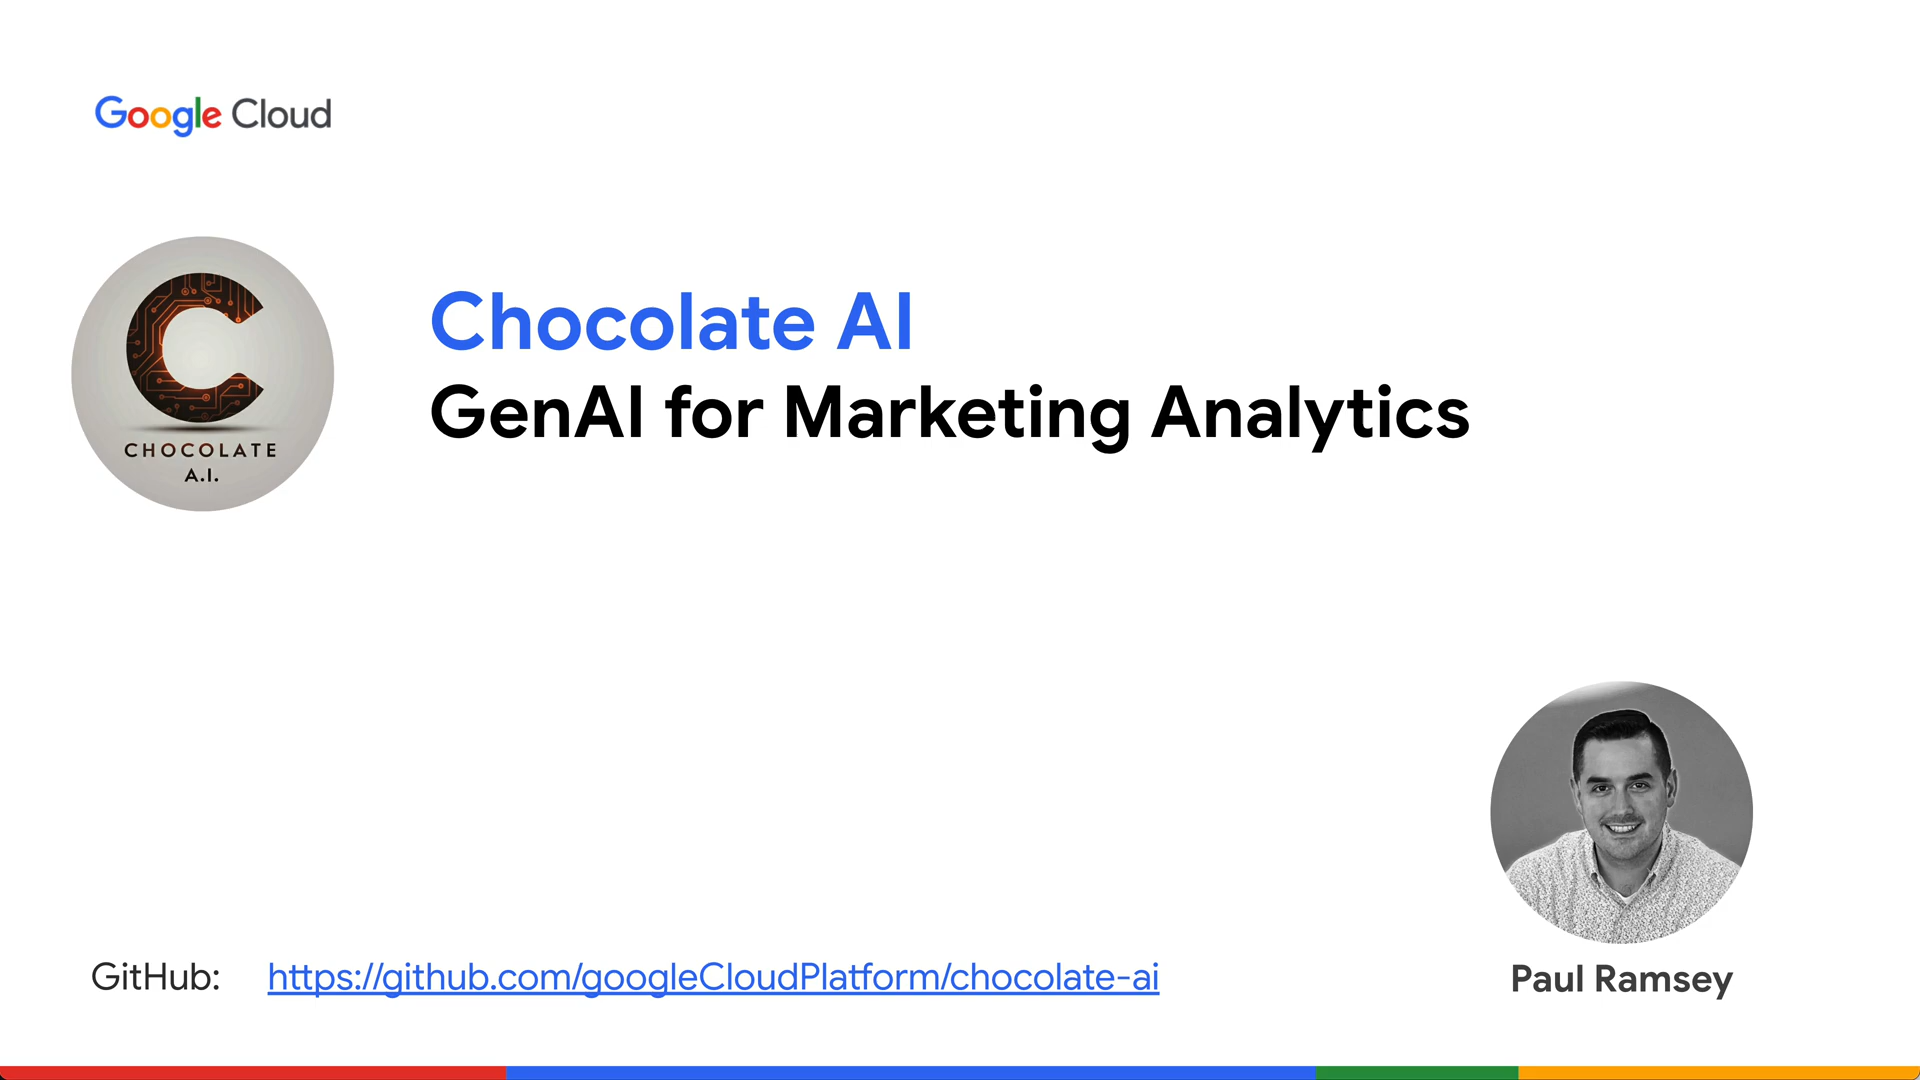 Google Cloud
CHOCOLATE
A.I.
Chocolate AI
GenAI for Marketing Analytics
GitHub: https://github.com/googleCloudPlatform/chocolate-ai
Paul Ramsey